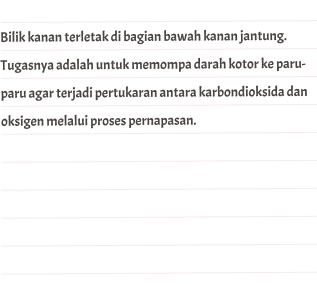 Bilik kanan terletak di bagian bawah kanan jantung.
Tugasnya adalah untuk memompa darah kotor ke paru-
paru agar terjadi pertukaran antara karbondioksida dan
oksigen melalui proses pernapasan.